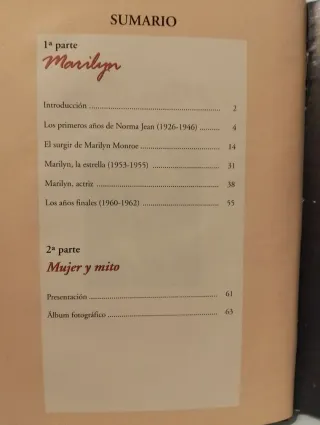 SUMARIO
1ª parte
Marilyn
Introducción ........................................................ 2
Los primeros años de Norma Jean (1926-1946) ......... 4
El surgir de Marilyn Monroe .................................. 14
Marilyn, la estrella (1953-1955) .............................. 31
Marilyn, actriz ...................................................... 38
Los años finales (1960-1962) ................................... 55
2ª parte
Mujer y mito
Presentación ......................................................... 61
Álbum fotográfico ................................................. 63